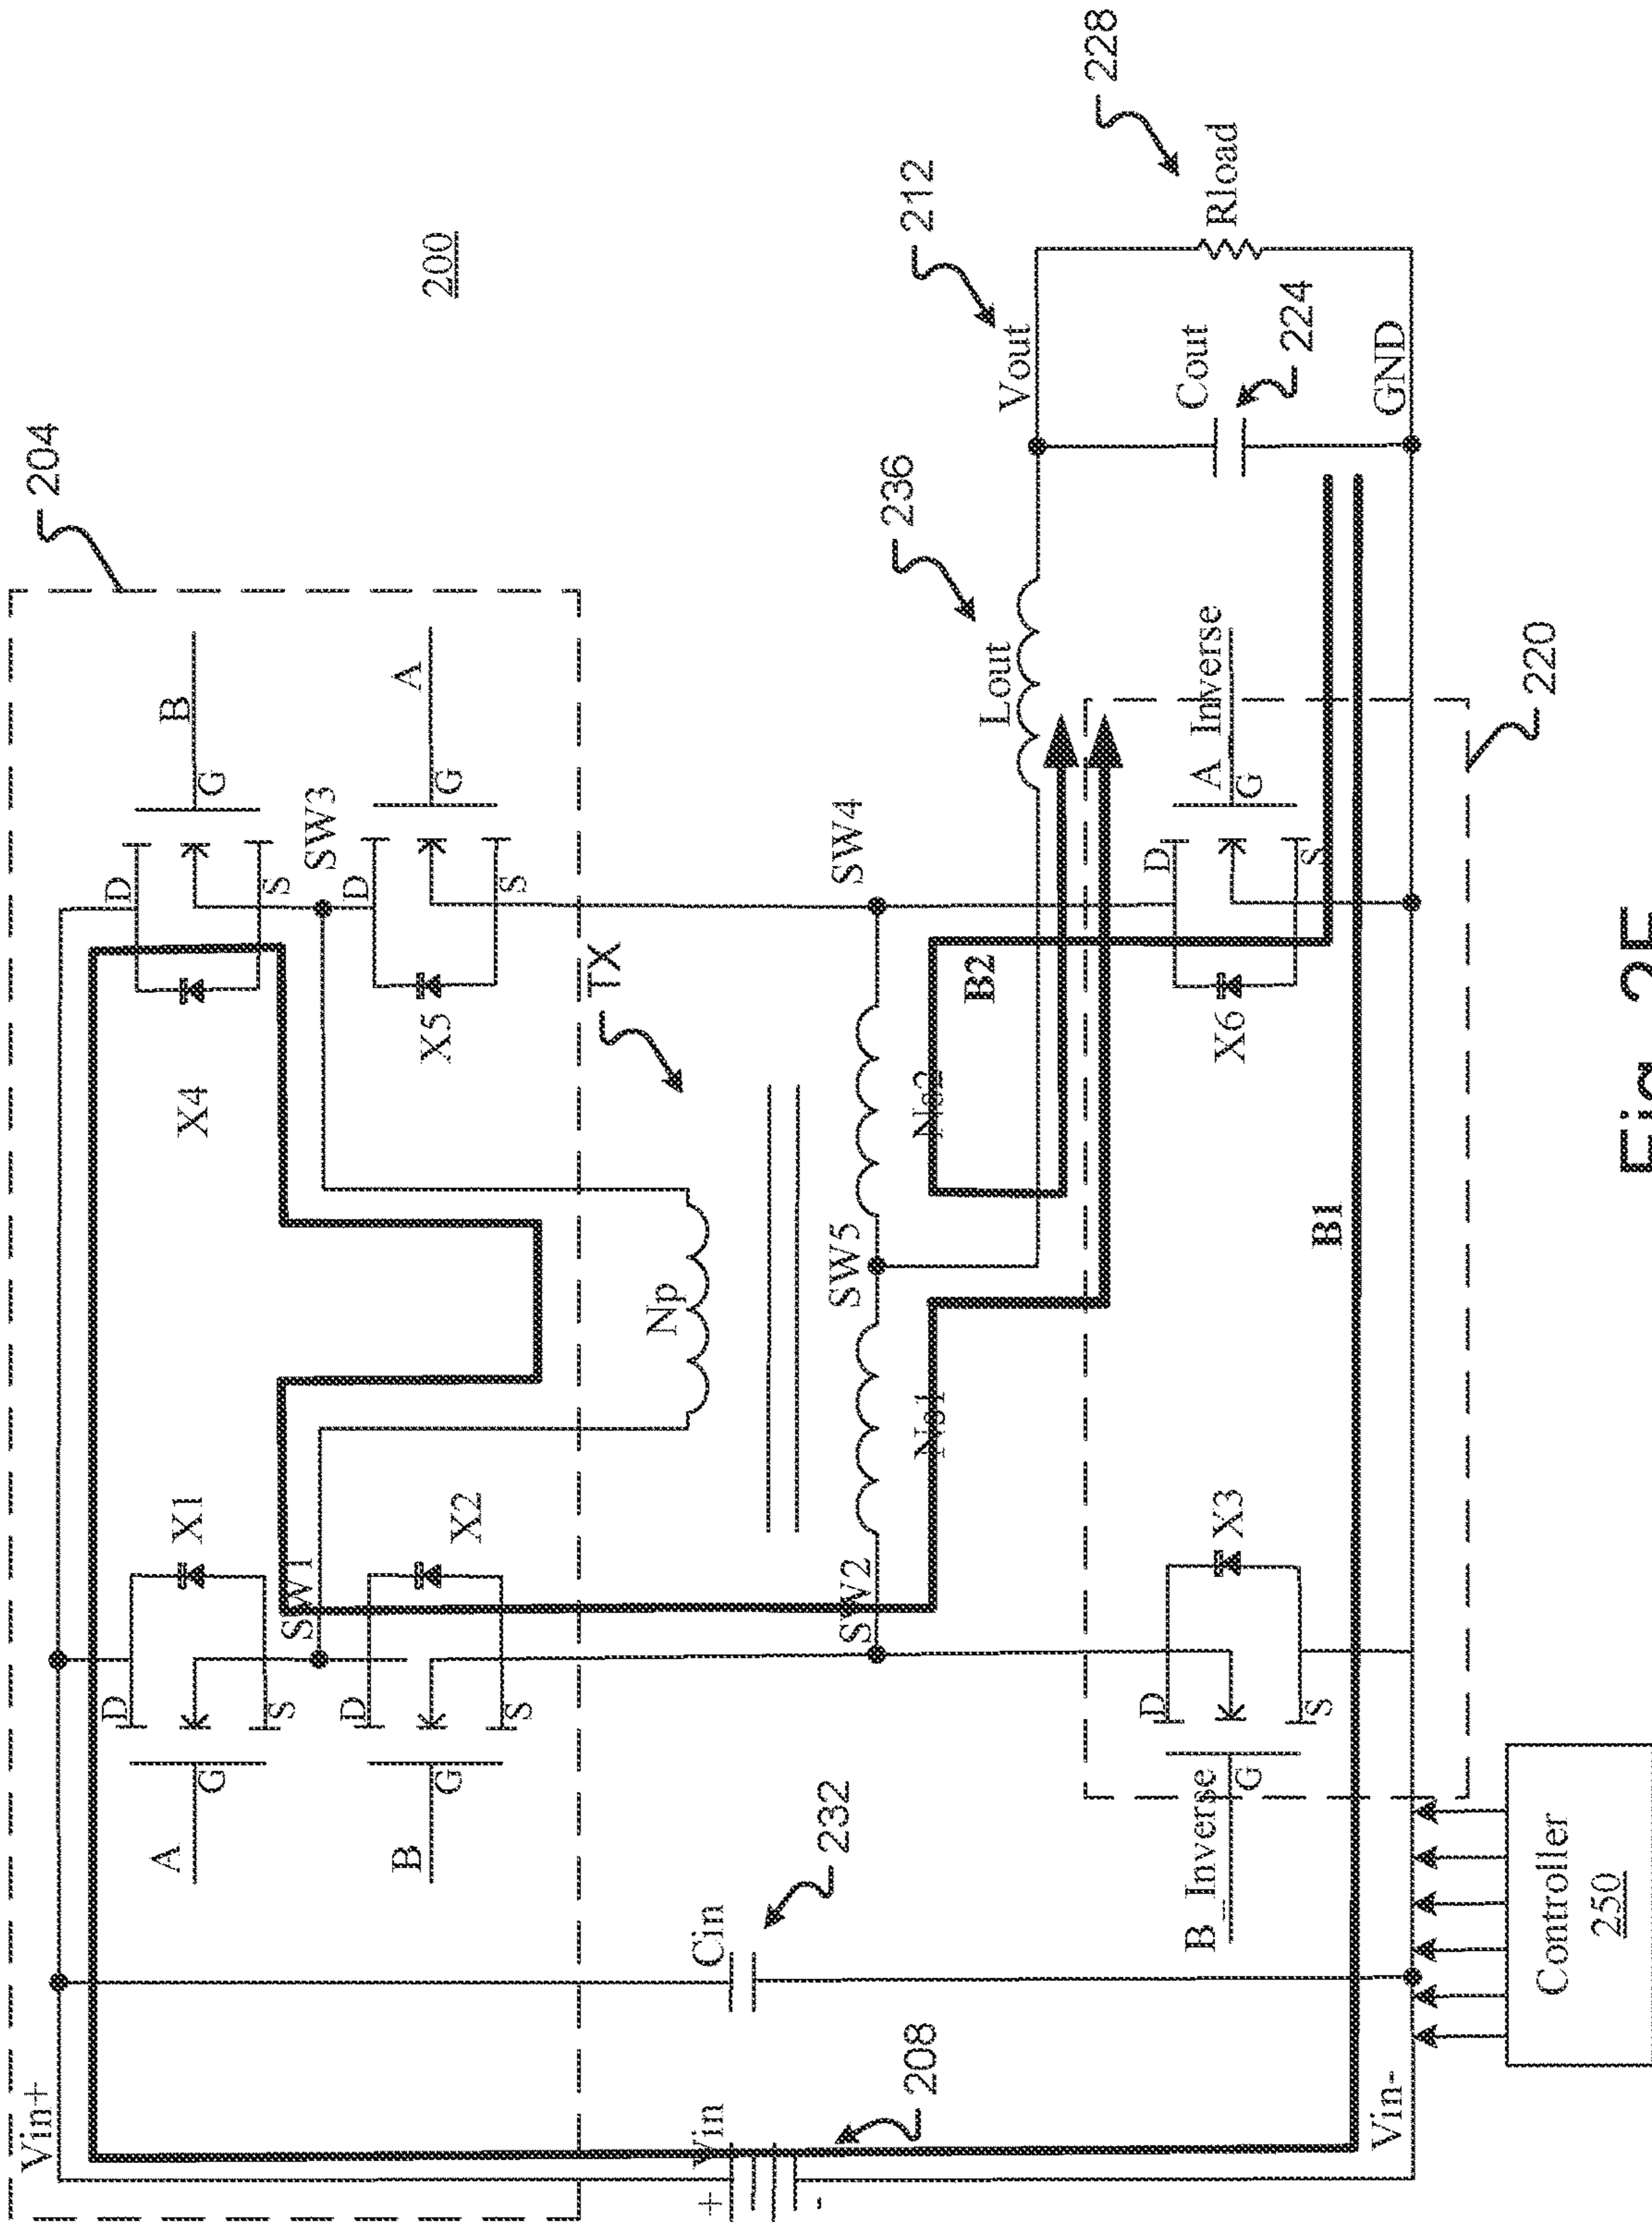 204
200
B
X4
D
G
S
SW3
A
X5
D
G
S
A
X1
D
G
S
SW1
B
X2
D
G
S
Vin+
TX
Np
SW4
SW5
SW2
Ns2
Ns1
B2
Lout
236
Vout
212
228
Rload
Cout
224
GND
Cin
232
Vin
+
-
208
A_Inverse
X6
D
G
S
B_Inverse
X3
D
G
S
B1
220
Vin-
Controller
250